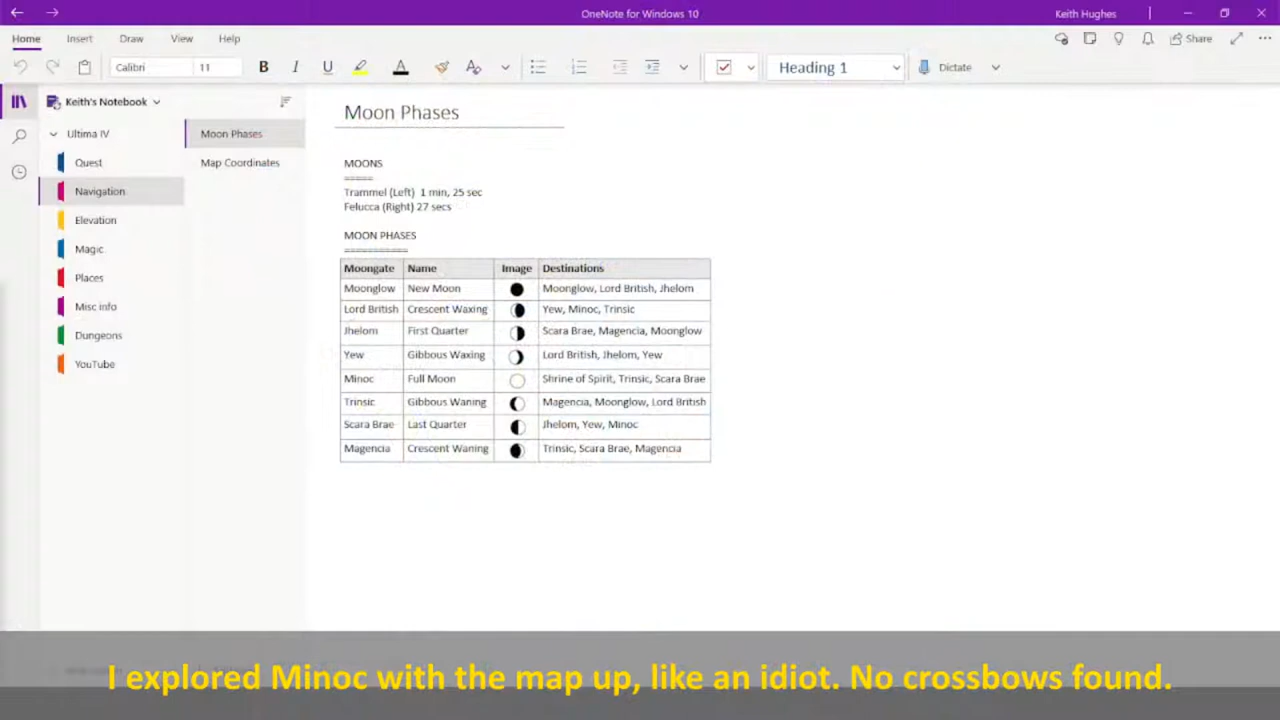 OneNote for Windows 10
Keith Hughes
Home
Insert
Draw
View
Help
Share
Calibri
11
B
I
U
A
Heading 1
Dictate
Keith's Notebook
Ultima IV
Quest
Navigation
Elevation
Magic
Places
Misc info
Dungeons
YouTube
Moon Phases
Map Coordinates
Moon Phases
MOONS
=====
Trammel (Left) 1 min, 25 sec
Felucca (Right) 27 secs
MOON PHASES
===========
Moongate Name Image Destinations
Moonglow New Moon Moonglow, Lord British, Jhelom
Lord British Crescent Waxing Yew, Minoc, Trinsic
Jhelom First Quarter Scara Brae, Magencia, Moonglow
Yew Gibbous Waxing Lord British, Jhelom, Yew
Minoc Full Moon Shrine of Spirit, Trinsic, Scara Brae
Trinsic Gibbous Waning Magencia, Moonglow, Lord British
Scara Brae Last Quarter Jhelom, Yew, Minoc
Magencia Crescent Waning Trinsic, Scara Brae, Magencia
I explored Minoc with the map up, like an idiot. No crossbows found.